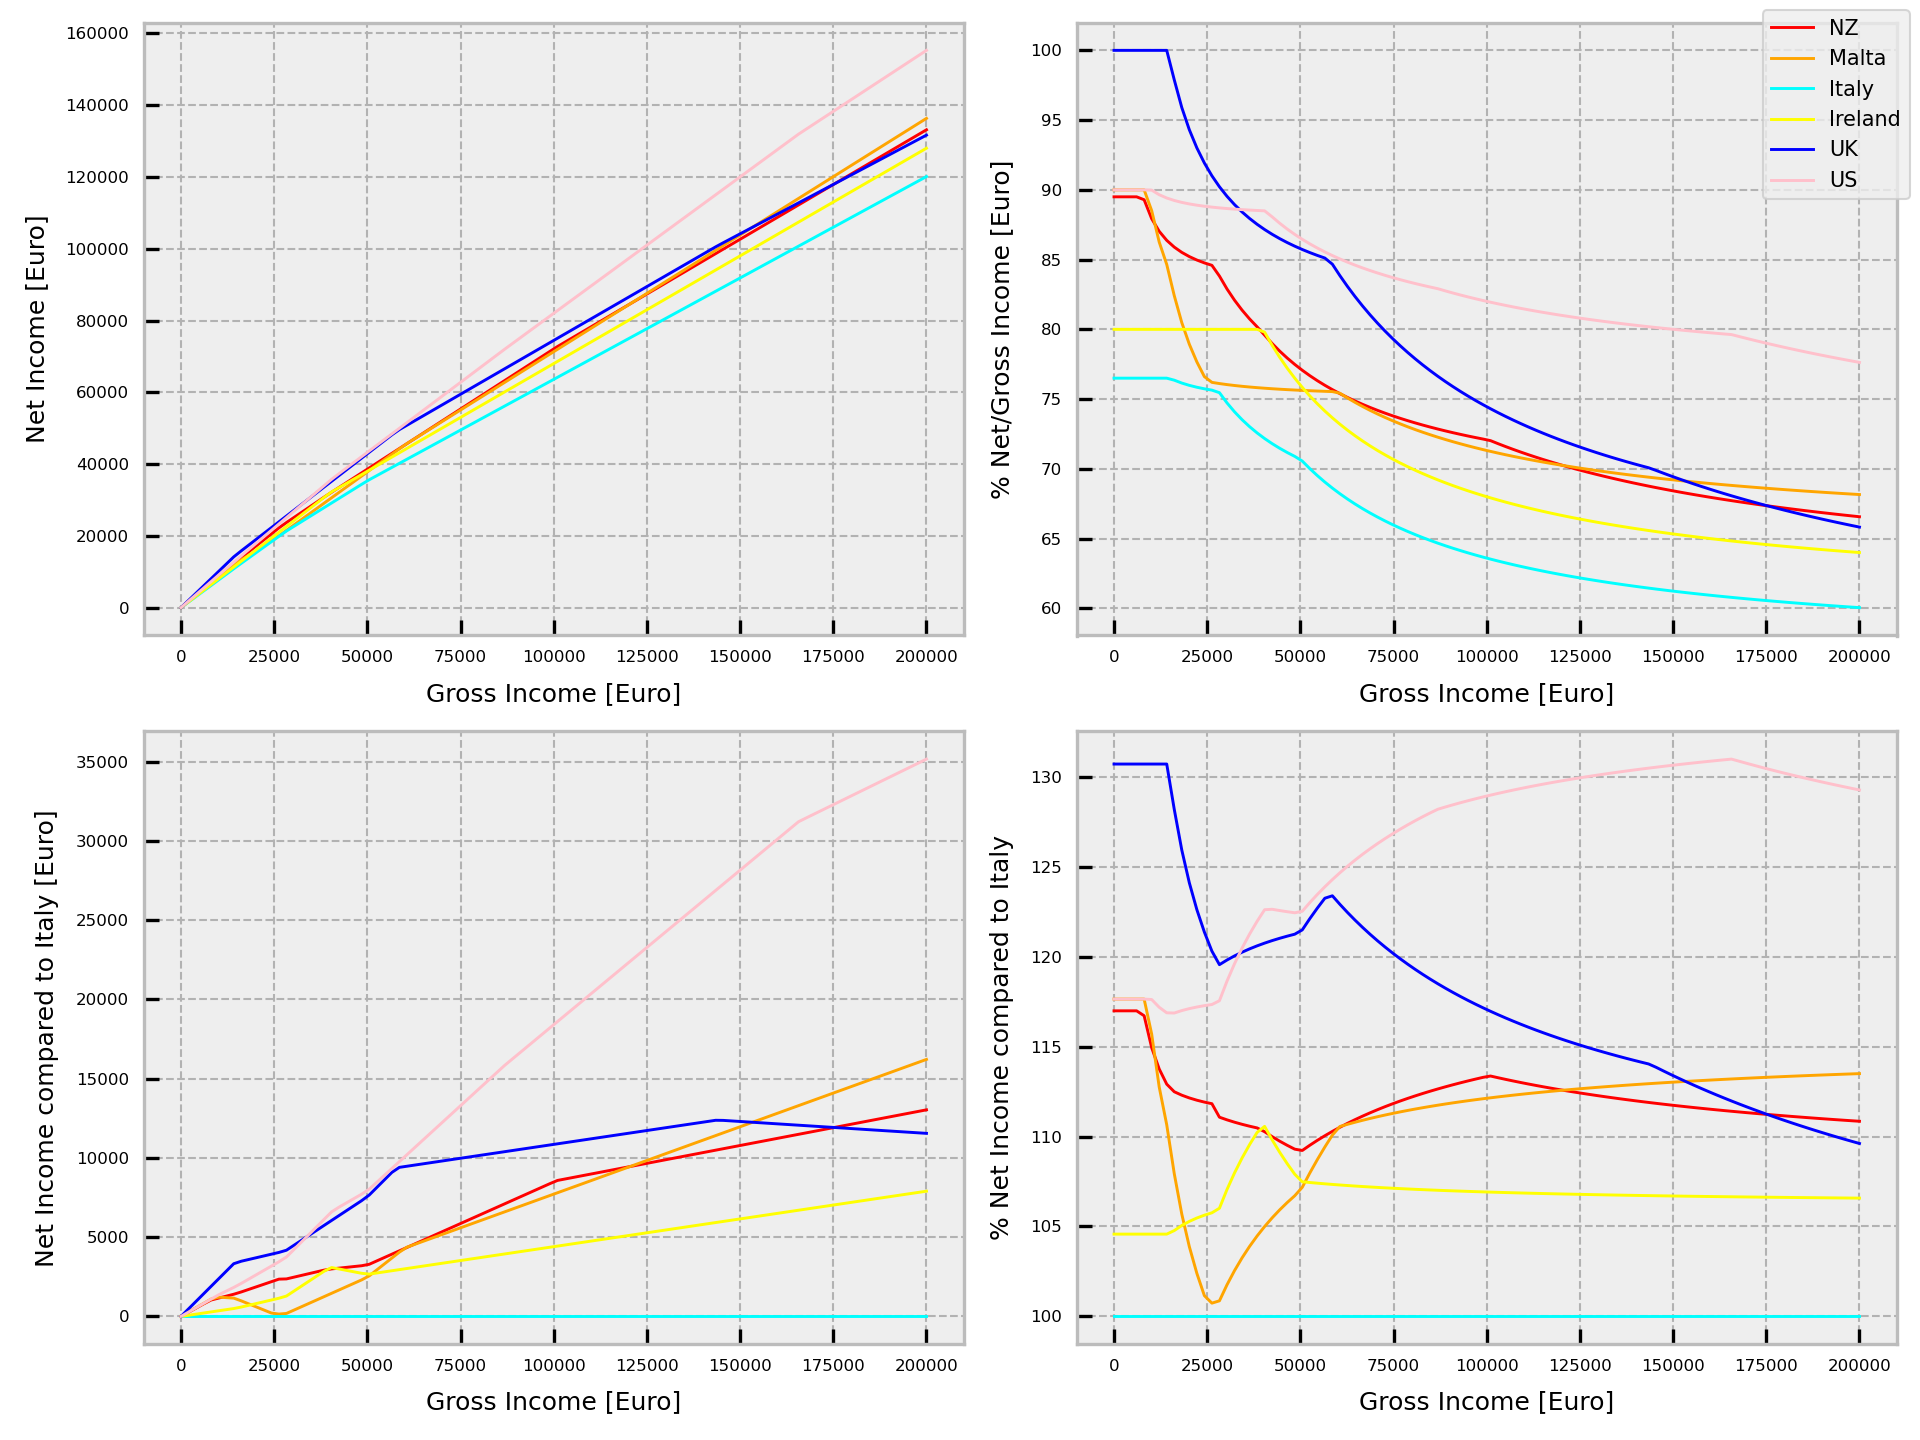 160000
140000
120000
100000
80000
60000
40000
20000
0
Net Income [Euro]
0 25000 50000 75000 100000 125000 150000 175000 200000
Gross Income [Euro]
100
95
90
85
80
75
70
65
60
% Net/Gross Income [Euro]
0 25000 50000 75000 100000 125000 150000 175000 200000
Gross Income [Euro]
NZ
Malta
Italy
Ireland
UK
US
35000
30000
25000
20000
15000
10000
5000
0
Net Income compared to Italy [Euro]
0 25000 50000 75000 100000 125000 150000 175000 200000
Gross Income [Euro]
130
125
120
115
110
105
100
% Net Income compared to Italy
0 25000 50000 75000 100000 125000 150000 175000 200000
Gross Income [Euro]